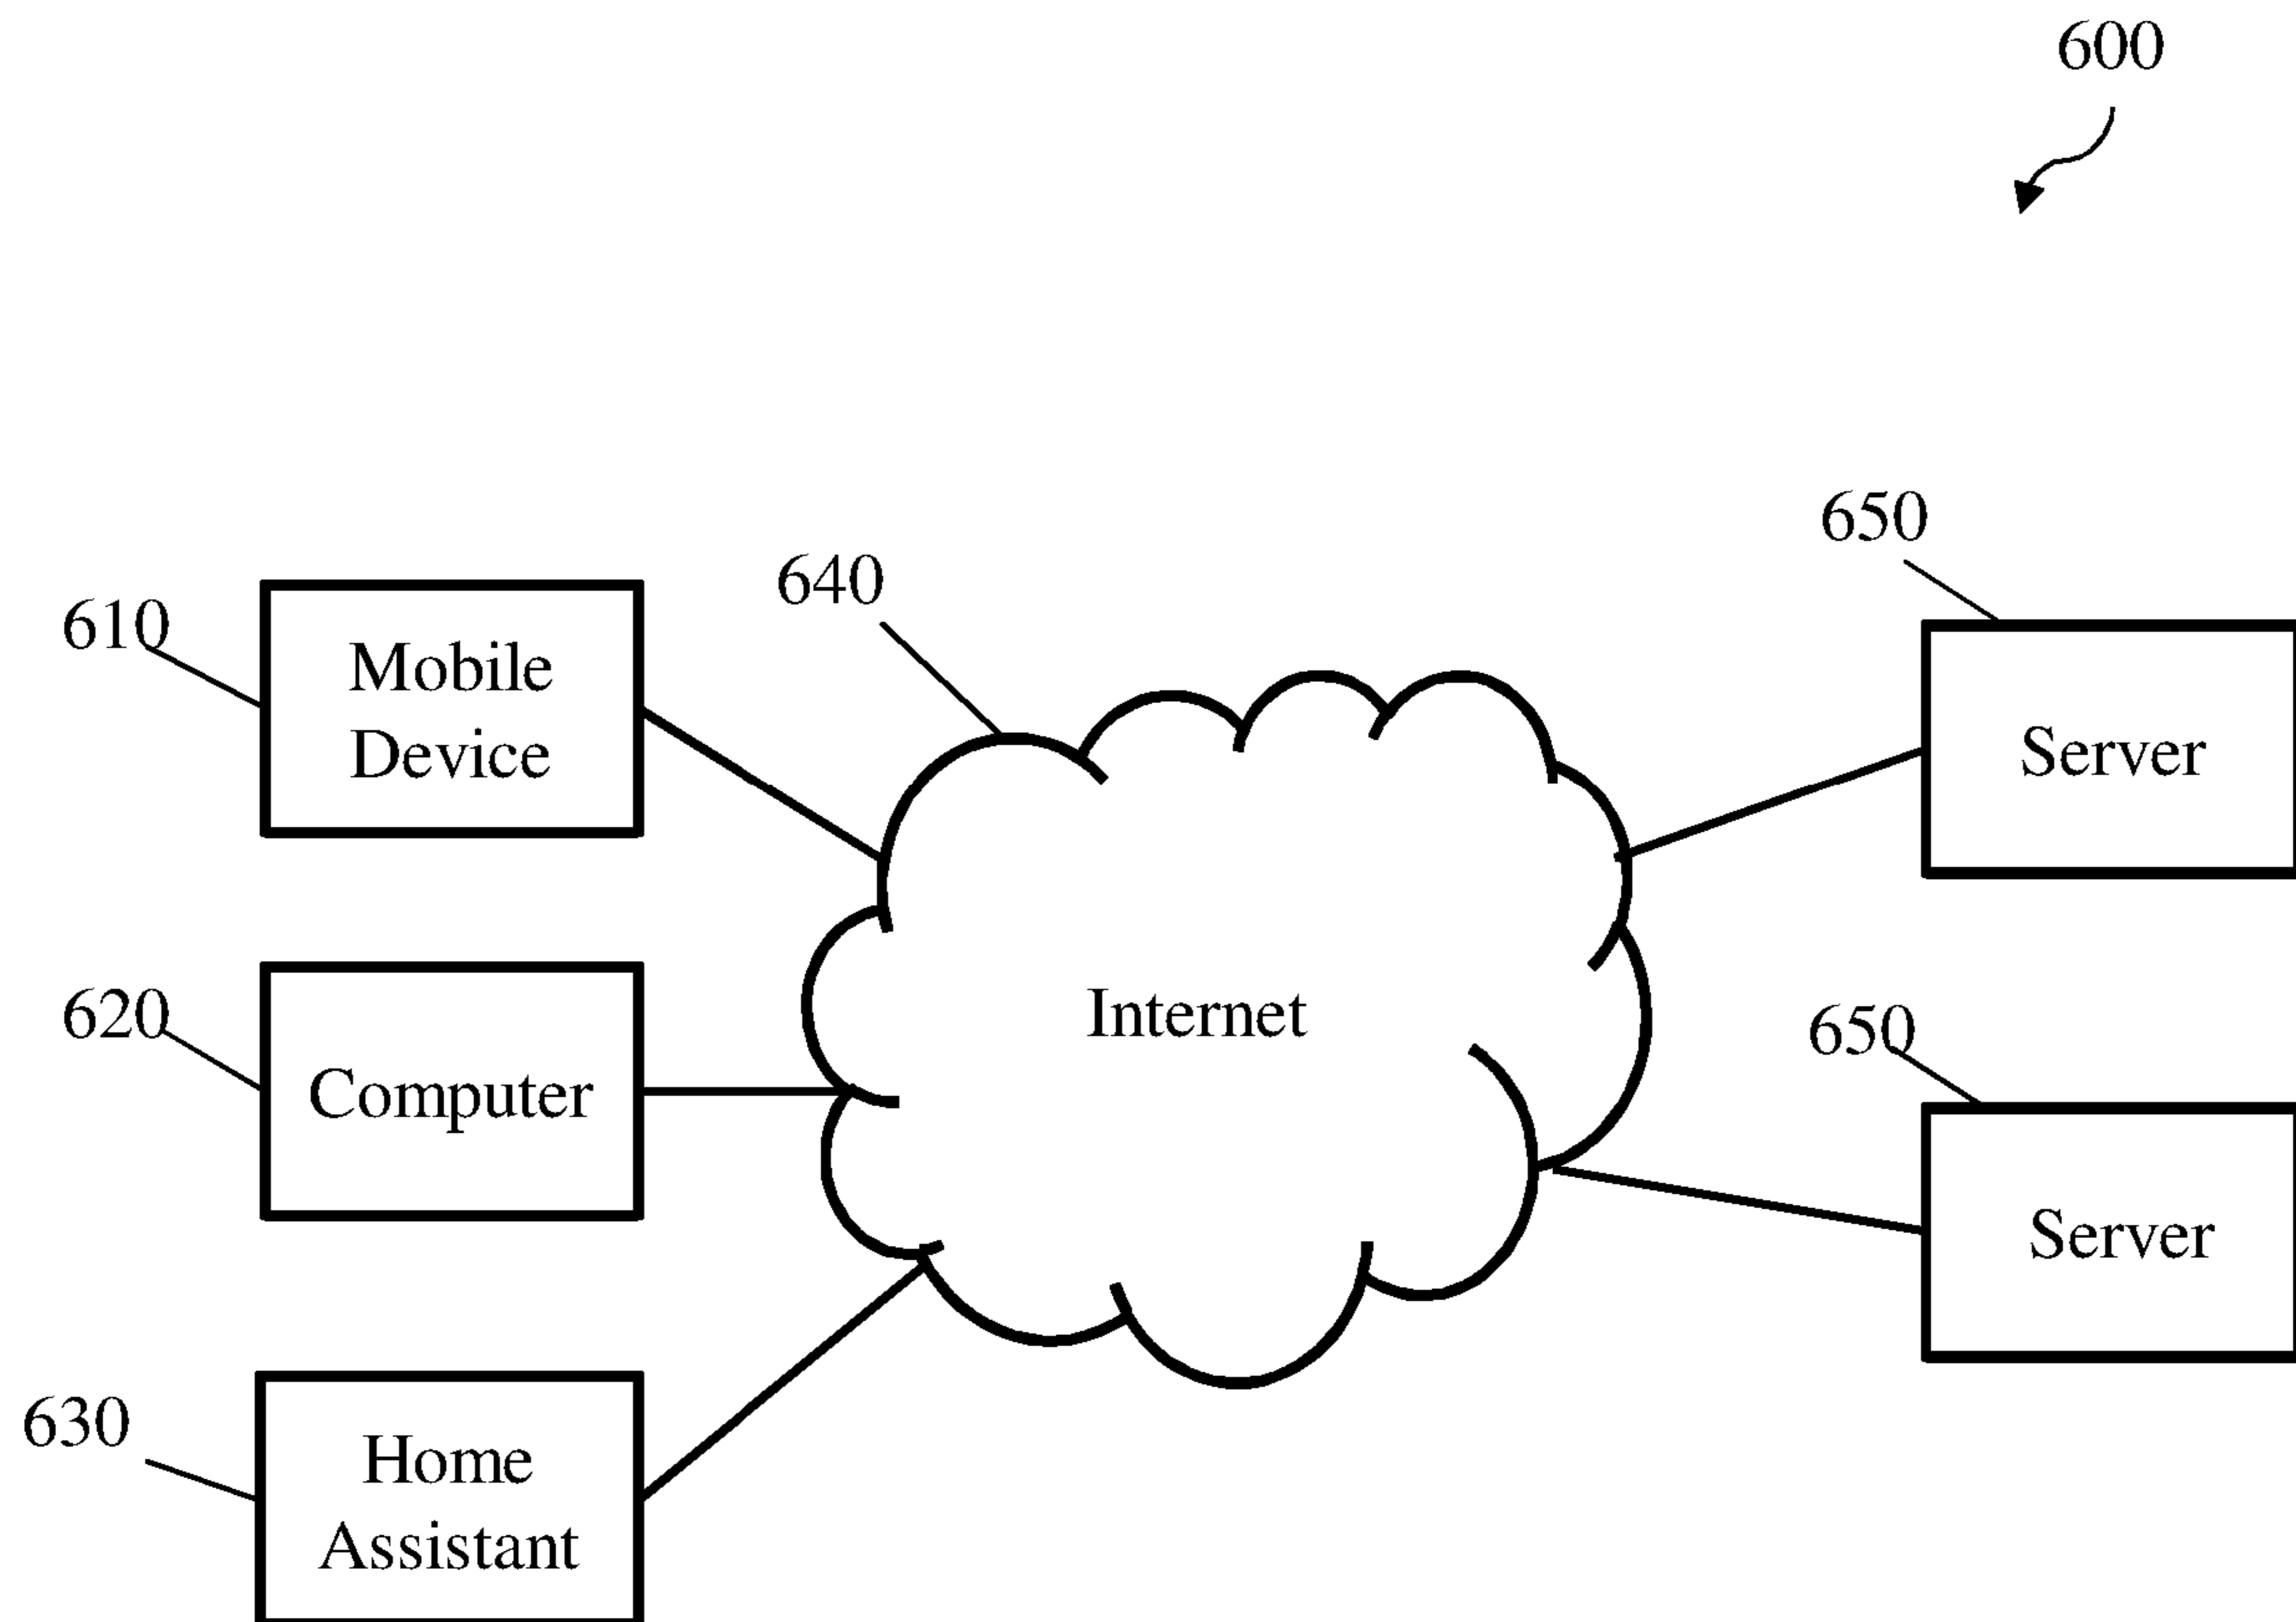 600
650
640
610
Mobile
Device
Server
620
Computer
Internet
650
Server
630
Home
Assistant